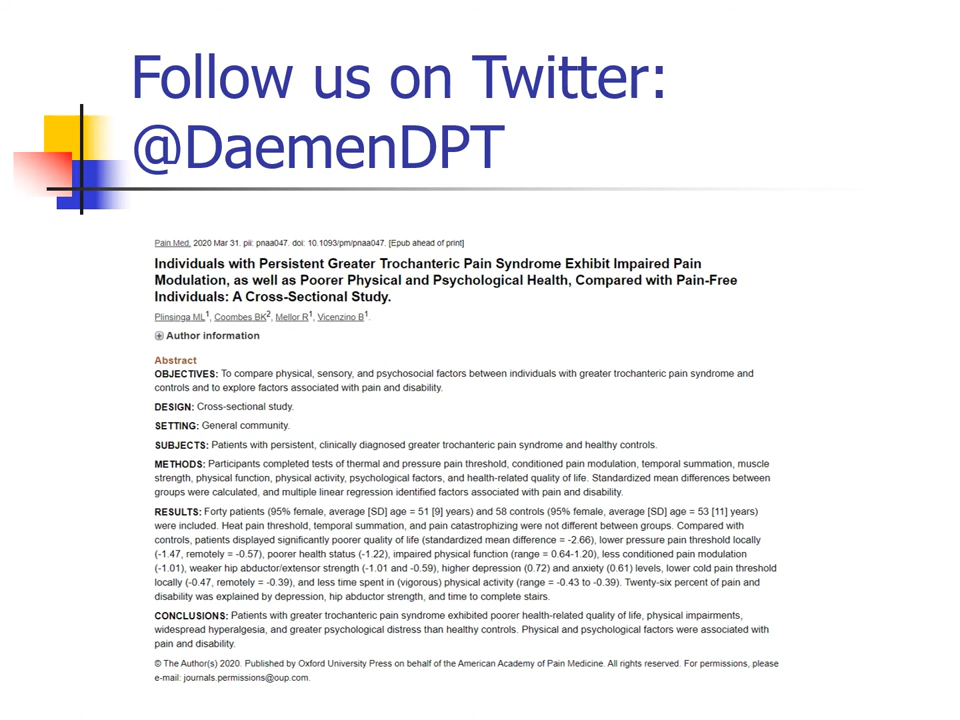 Follow us on Twitter:
@DaemenDPT
Pain Med. 2020 Mar 31. pii: pnaa047. doi: 10.1093/pm/pnaa047. [Epub ahead of print]
Individuals with Persistent Greater Trochanteric Pain Syndrome Exhibit Impaired Pain
Modulation, as well as Poorer Physical and Psychological Health, Compared with Pain-Free
Individuals: A Cross-Sectional Study.
Plinsinga ML1, Coombes BK2, Mellor R1, Vicenzino B1.
Author information
Abstract
OBJECTIVES: To compare physical, sensory, and psychosocial factors between individuals with greater trochanteric pain syndrome and
controls and to explore factors associated with pain and disability.
DESIGN: Cross-sectional study.
SETTING: General community.
SUBJECTS: Patients with persistent, clinically diagnosed greater trochanteric pain syndrome and healthy controls.
METHODS: Participants completed tests of thermal and pressure pain threshold, conditioned pain modulation, temporal summation, muscle
strength, physical function, physical activity, psychological factors, and health-related quality of life. Standardized mean differences between
groups were calculated, and multiple linear regression identified factors associated with pain and disability.
RESULTS: Forty patients (95% female, average [SD] age = 51 [9] years) and 58 controls (95% female, average [SD] age = 53 [11] years)
were included. Heat pain threshold, temporal summation, and pain catastrophizing were not different between groups. Compared with
controls, patients displayed significantly poorer quality of life (standardized mean difference = -2.66), lower pressure pain threshold locally
(-1.47, remotely = -0.57), poorer health status (-1.22), impaired physical function (range = 0.64-1.20), less conditioned pain modulation
(-1.01), weaker hip abductor/extensor strength (-1.01 and -0.59), higher depression (0.72) and anxiety (0.61) levels, lower cold pain threshold
locally (-0.47, remotely = -0.39), and less time spent in (vigorous) physical activity (range = -0.43 to -0.39). Twenty-six percent of pain and
disability was explained by depression, hip abductor strength, and time to complete stairs.
CONCLUSIONS: Patients with greater trochanteric pain syndrome exhibited poorer health-related quality of life, physical impairments,
widespread hyperalgesia, and greater psychological distress than healthy controls. Physical and psychological factors were associated with
pain and disability.
© The Author(s) 2020. Published by Oxford University Press on behalf of the American Academy of Pain Medicine. All rights reserved. For permissions, please
e-mail: journals.permissions@oup.com.